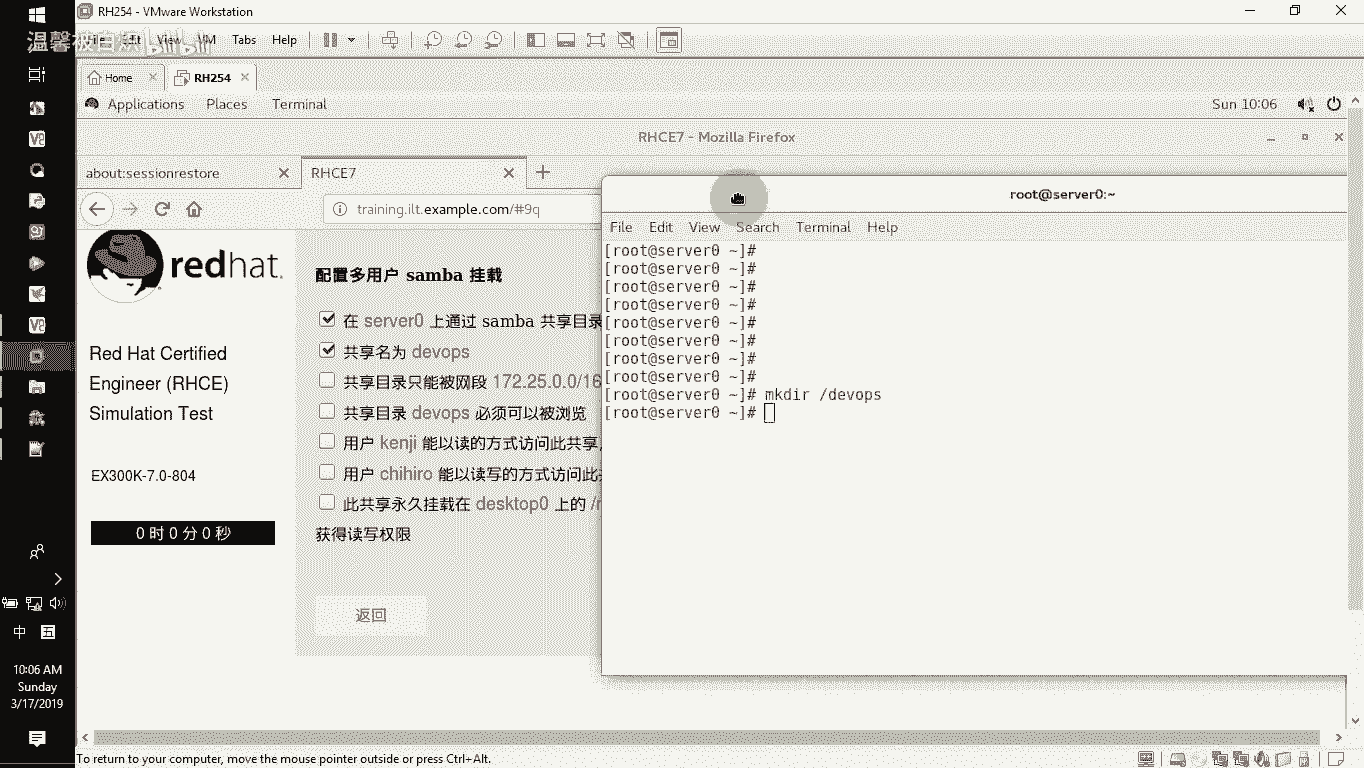 RH254 - VMware Workstation
温馨被白烁 bilibili
File Edit View VM Tabs Help
Home RH254
Applications Places Terminal Sun 10:06
RHCE7 - Mozilla Firefox
about:sessionrestore RHCE7
training.ilt.example.com/#9q
redhat.
Red Hat Certified
Engineer (RHCE)
Simulation Test
EX300K-7.0-804
0 时 0 分 0 秒
配置多用户 samba 挂载
在 server0 上通过 samba 共享目录
共享名为 devops
共享目录只能被网段 172.25.0.0/16
共享目录 devops 必须可以被浏览
用户 kenji 能以读的方式访问此共享
用户 chihiro 能以读写的方式访问此
此共享永久挂载在 desktop0 上的 /
获得读写权限
返回
root@server0:~
File Edit View Search Terminal Help
[root@server0 ~]#
[root@server0 ~]#
[root@server0 ~]#
[root@server0 ~]#
[root@server0 ~]#
[root@server0 ~]#
[root@server0 ~]#
[root@server0 ~]#
[root@server0 ~]# mkdir /devops
[root@server0 ~]#
中 五
10:06 AM
Sunday
3/17/2019
To return to your computer, move the mouse pointer outside or press Ctrl+Alt.